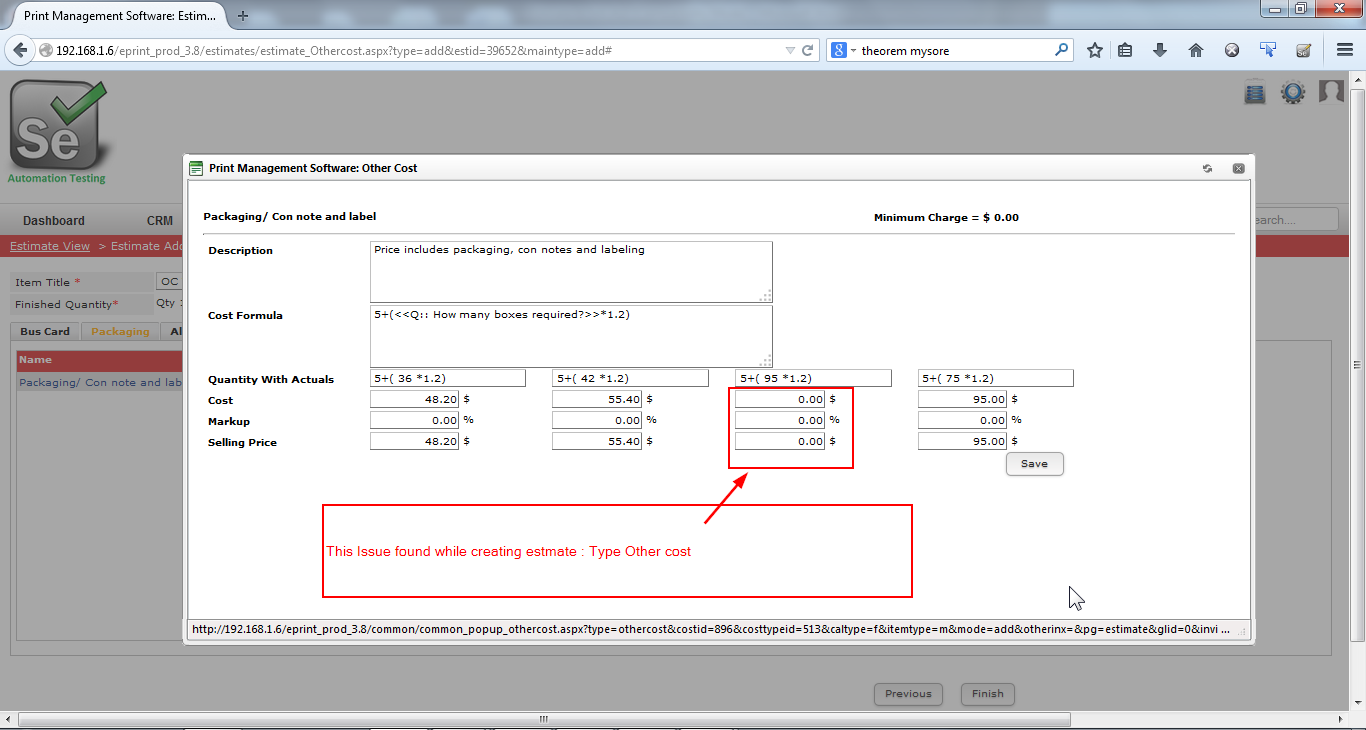 Print Management Software: Estim...
192.168.1.6/eprint_prod_3.8/estimates/estimate_Othercost.aspx?type=add&estid=39652&maintype=add#
8 theorem mysore
Se
Automation Testing
Dashboard CRM earch....
Estimate View > Estimate Add
Item Title * OC
Finished Quantity* Qty
Bus Card Packaging Al
Name
Packaging/ Con note and lab
Print Management Software: Other Cost
Packaging/ Con note and label Minimum Charge = $ 0.00
Description Price includes packaging, con notes and labeling
Cost Formula 5+(<<Q:: How many boxes required?>>*1.2)
Quantity With Actuals 5+( 36 *1.2) 5+( 42 *1.2) 5+( 95 *1.2) 5+( 75 *1.2)
Cost 48.20 $ 55.40 $ 0.00 $ 95.00 $
Markup 0.00 % 0.00 % 0.00 % 0.00 %
Selling Price 48.20 $ 55.40 $ 0.00 $ 95.00 $
Save
This Issue found while creating estmate : Type Other cost
http://192.168.1.6/eprint_prod_3.8/common/common_popup_othercost.aspx?type=othercost&costid=896&costtypeid=513&caltype=f&itemtype=m&mode=add&otherinx=&pg=estimate&glid=0&invi ...
Previous Finish